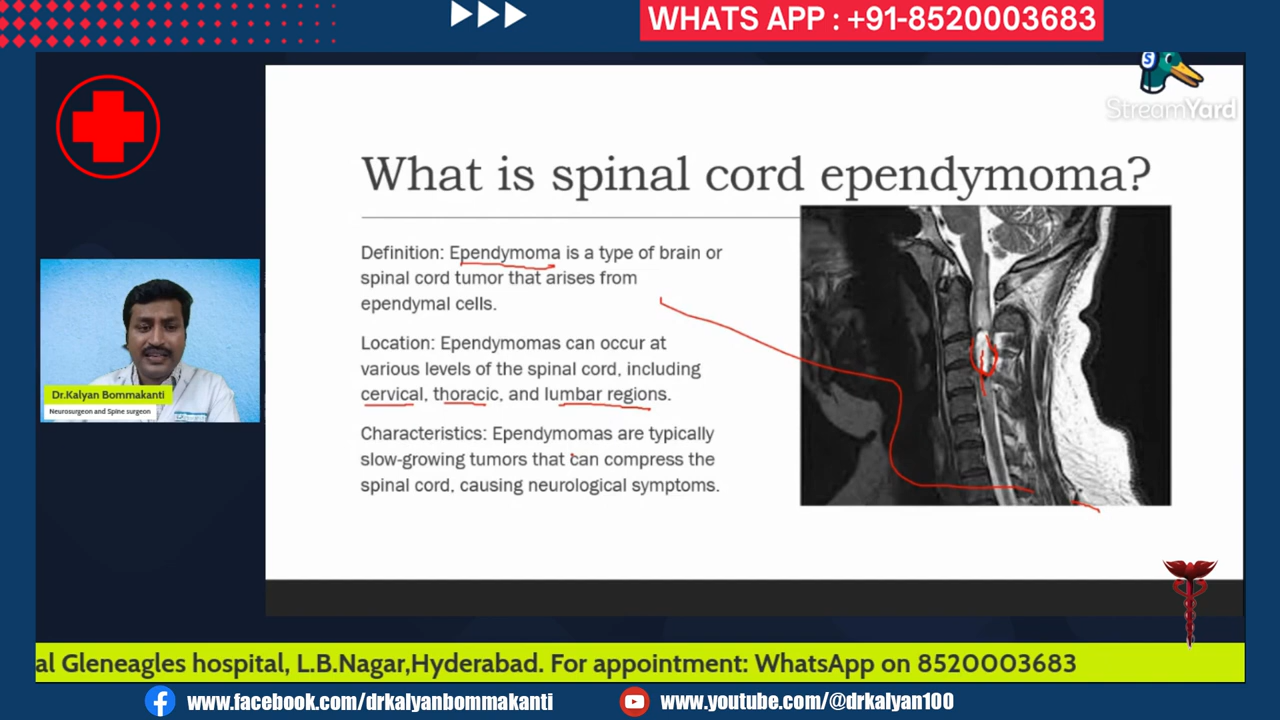 WHATS APP : +91-8520003683
S
StreamYard
What is spinal cord ependymoma?
Definition: Ependymoma is a type of brain or
spinal cord tumor that arises from
ependymal cells.
Location: Ependymomas can occur at
various levels of the spinal cord, including
cervical, thoracic, and lumbar regions.
Characteristics: Ependymomas are typically
slow-growing tumors that can compress the
spinal cord, causing neurological symptoms.
Dr.Kalyan Bommakanti
Neurosurgeon and Spine surgeon
al Gleneagles hospital, L.B.Nagar,Hyderabad. For appointment: WhatsApp on 8520003683
www.facebook.com/drkalyanbommakanti
www.youtube.com/@drkalyan100